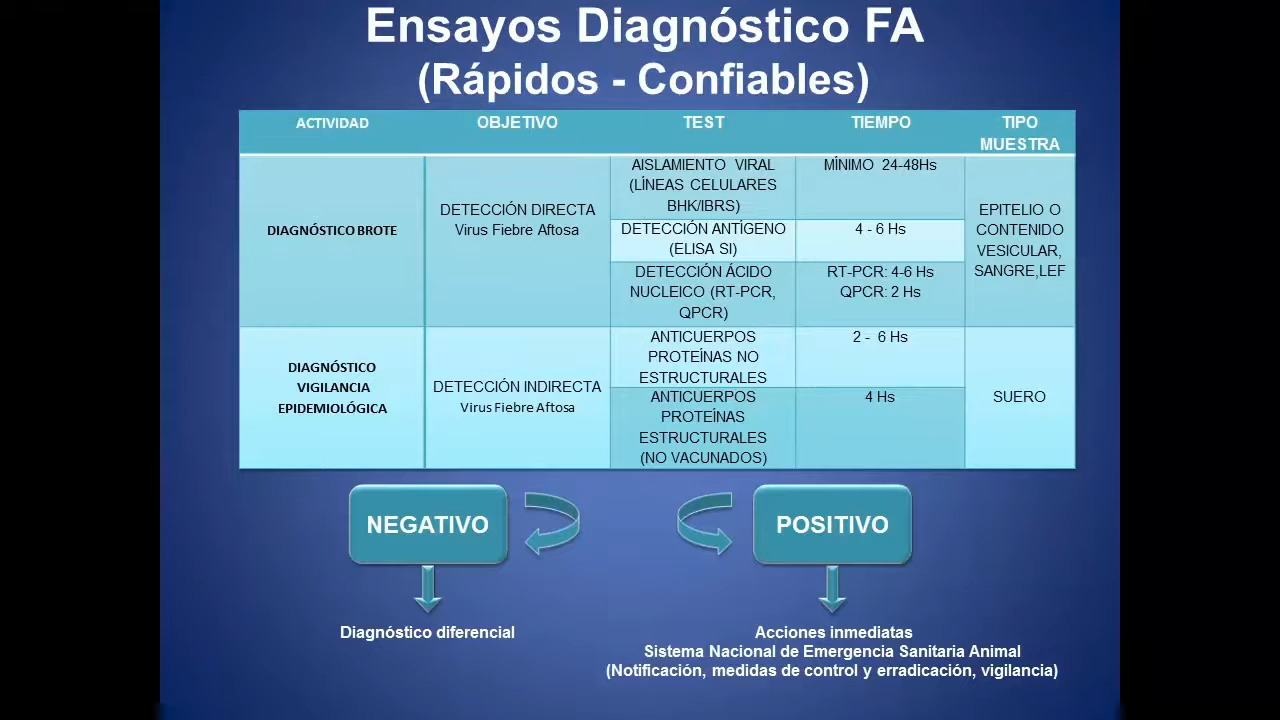 Ensayos Diagnóstico FA
(Rápidos - Confiables)
ACTIVIDAD
OBJETIVO
TEST
TIEMPO
TIPO
MUESTRA
DIAGNÓSTICO BROTE
DETECCIÓN DIRECTA
Virus Fiebre Aftosa
AISLAMIENTO VIRAL
(LÍNEAS CELULARES
BHK/IBRS)
MÍNIMO 24-48Hs
DETECCIÓN ANTÍGENO
(ELISA SI)
4 - 6 Hs
DETECCIÓN ÁCIDO
NUCLEICO (RT-PCR,
QPCR)
RT-PCR: 4-6 Hs
QPCR: 2 Hs
EPITELIO O
CONTENIDO
VESICULAR,
SANGRE,LEF
DIAGNÓSTICO
VIGILANCIA
EPIDEMIOLÓGICA
DETECCIÓN INDIRECTA
Virus Fiebre Aftosa
ANTICUERPOS
PROTEÍNAS NO
ESTRUCTURALES
2 - 6 Hs
ANTICUERPOS
PROTEÍNAS
ESTRUCTURALES
(NO VACUNADOS)
4 Hs
SUERO
NEGATIVO
POSITIVO
Diagnóstico diferencial
Acciones inmediatas
Sistema Nacional de Emergencia Sanitaria Animal
(Notificación, medidas de control y erradicación, vigilancia)